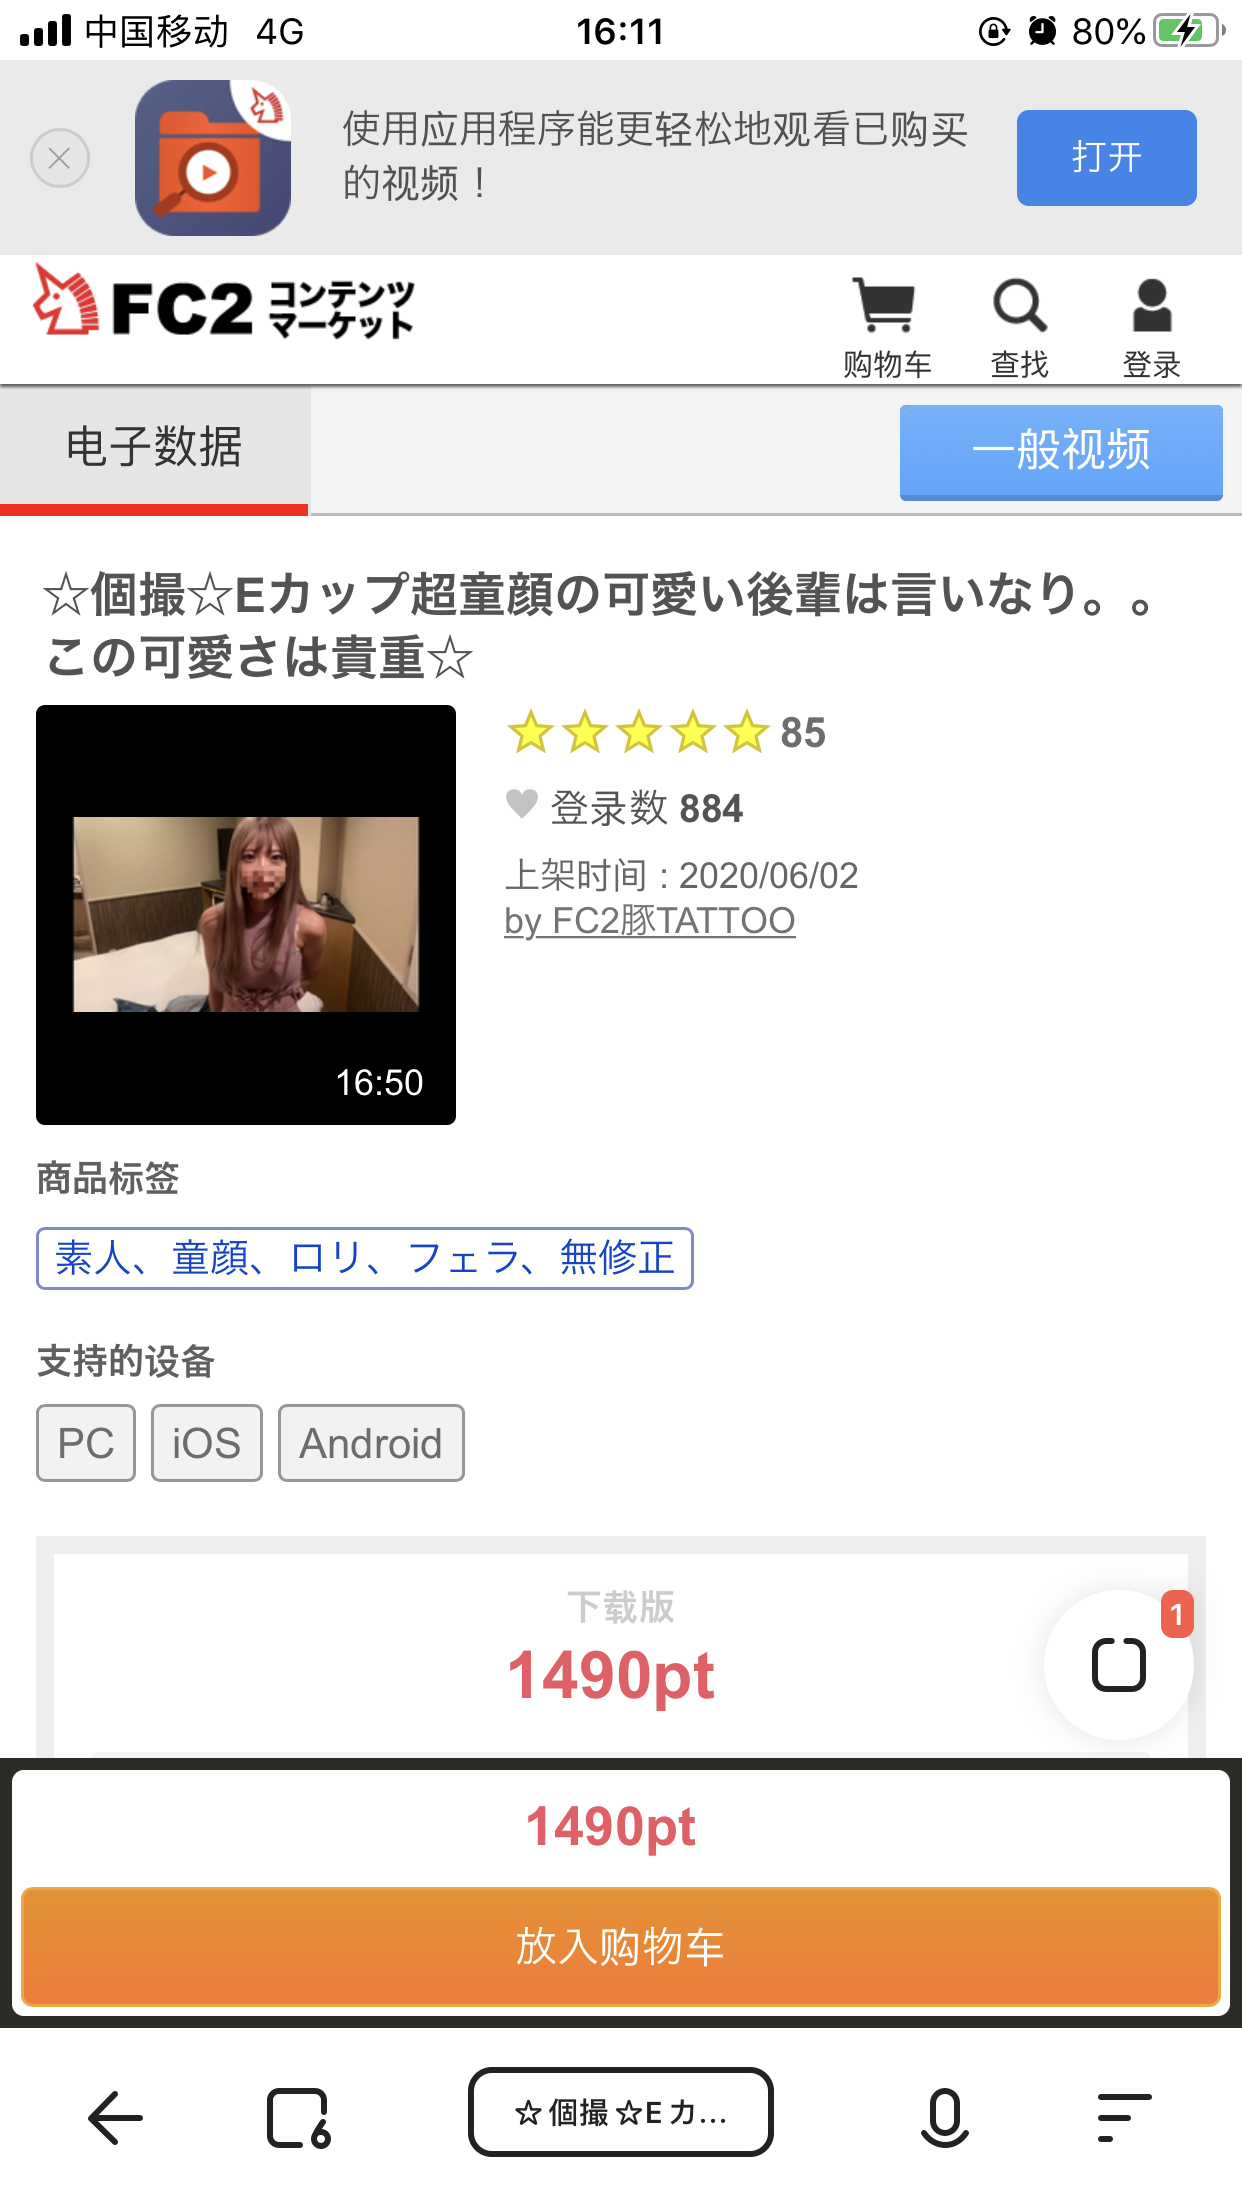 中国移动 4G 16:11 80%
使用应用程序能更轻松地观看已购买
的视频！
打开
FC2 コンテンツ
マーケット
购物车 查找 登录
电子数据 一般视频
☆個撮☆Eカップ超童顔の可愛い後輩は言いなり。。
この可愛さは貴重☆
85
登录数 884
上架时间 : 2020/06/02
by FC2豚TATTOO
16:50
商品标签
素人、童顔、ロリ、フェラ、無修正
支持的设备
PC iOS Android
下载版
1490pt
1
1490pt
放入购物车
6 ☆個撮☆Eカ...